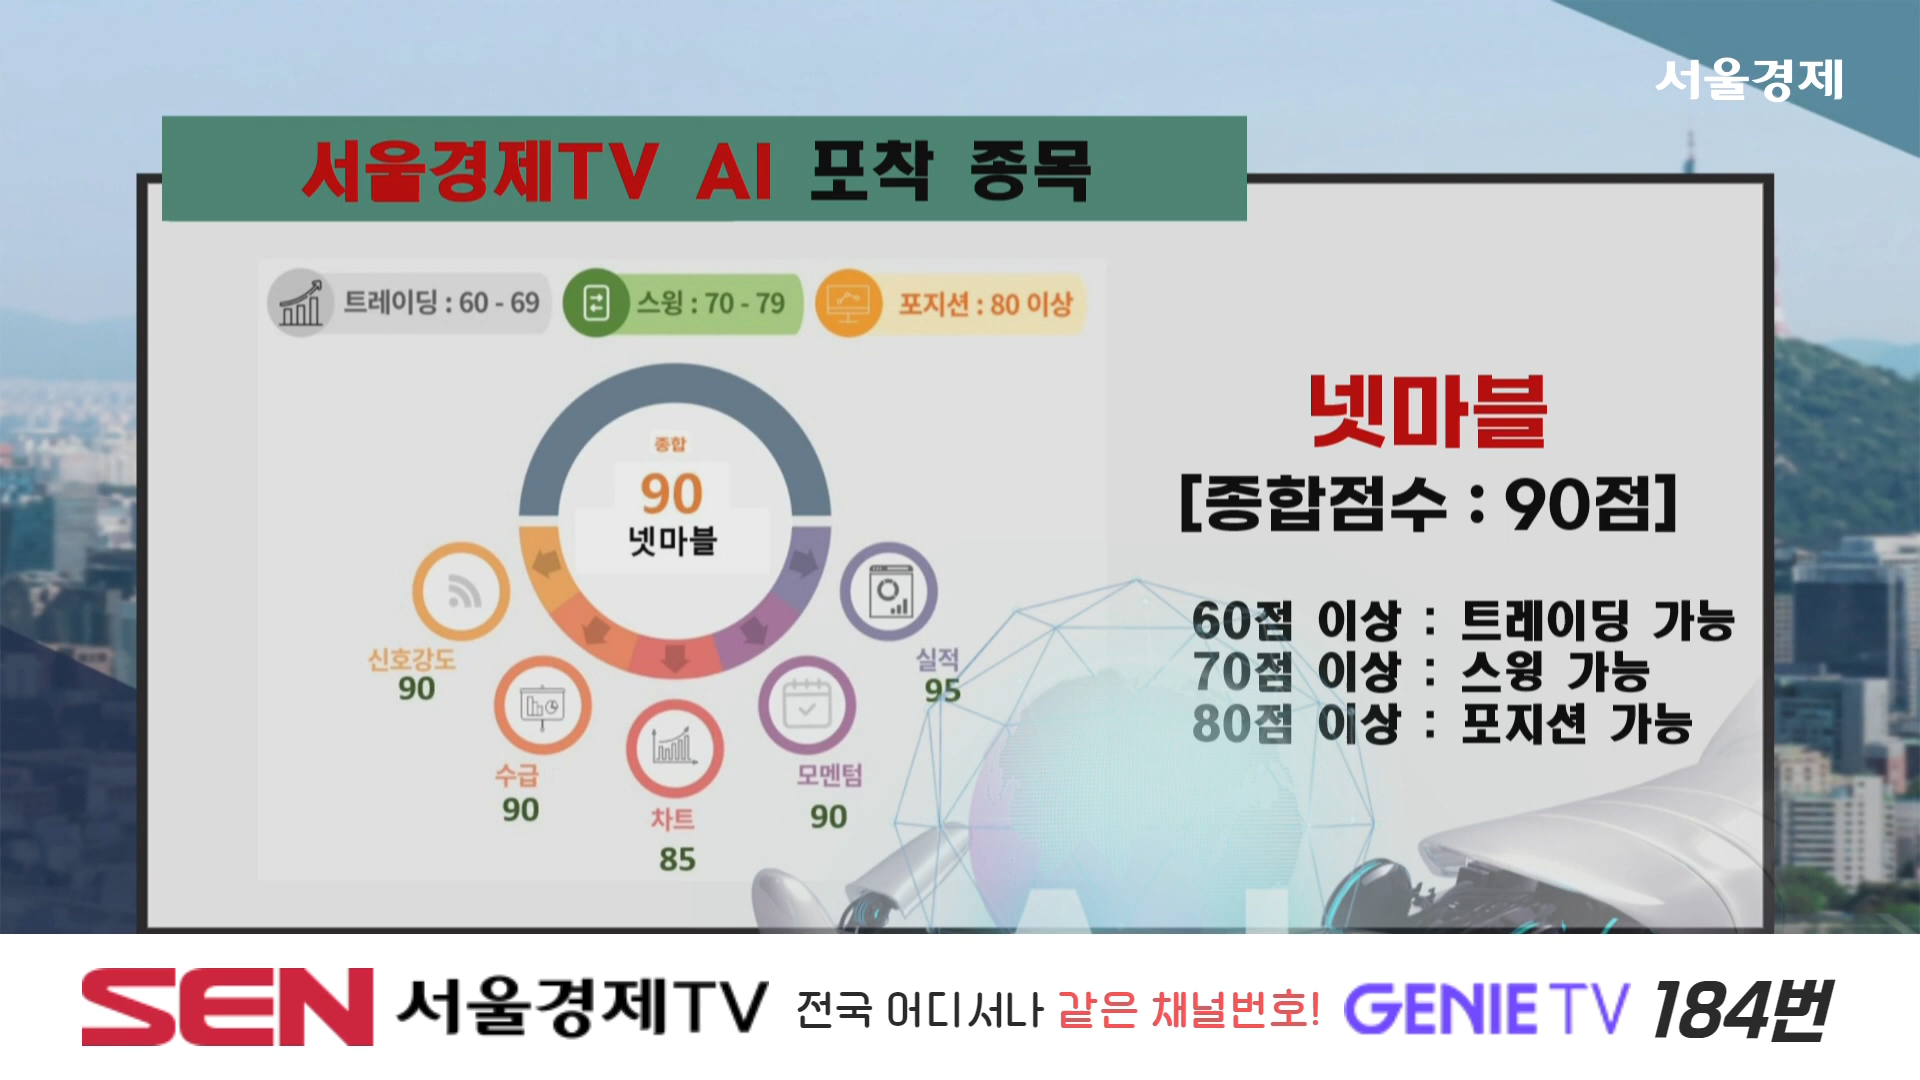 서울경제
서울경제TV AI 포착 종목
트레이딩 : 60 - 69
스윙 : 70 - 79
포지션 : 80 이상
종합
90
넷마블
신호강도
90
수급
90
차트
85
모멘텀
90
실적
95
넷마블
[종합점수 : 90점]
60점 이상 : 트레이딩 가능
70점 이상 : 스윙 가능
80점 이상 : 포지션 가능
AI
SEN 서울경제TV 전국 어디서나 같은 채널번호! GENIE TV 184번